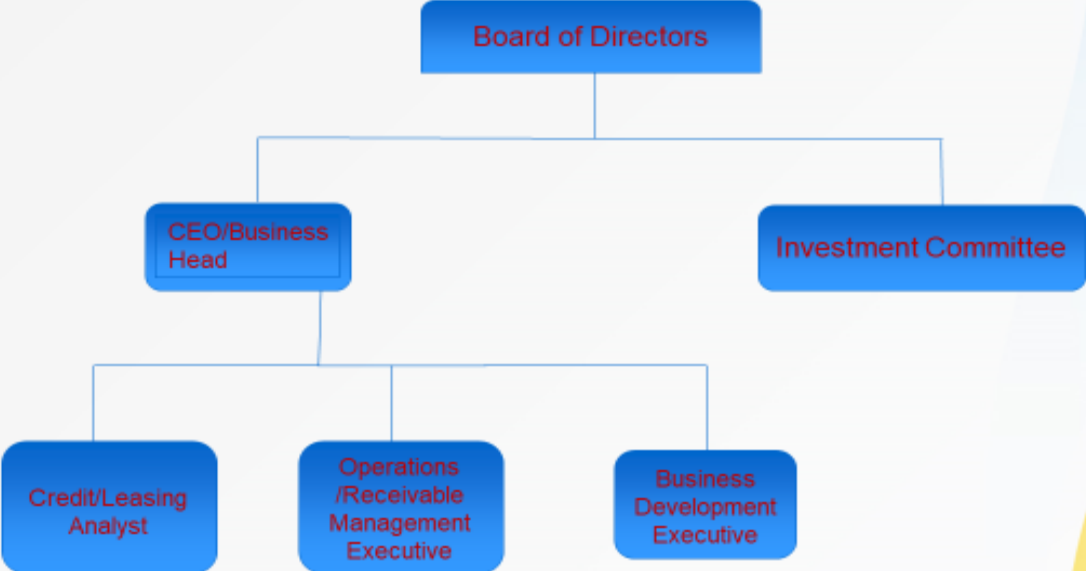 Board of Directors
CEO/Business
Head
Investment Committee
Credit/Leasing
Analyst
Operations
/Receivable
Management
Executive
Business
Development
Executive